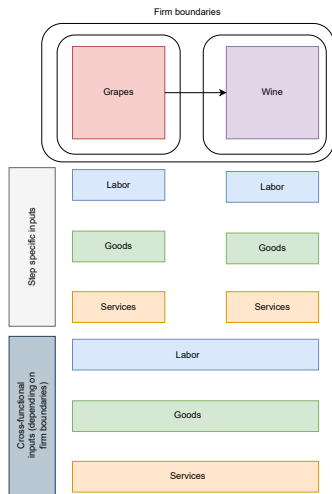 Firm boundaries
Grapes
Wine
Step specific inputs
Labor
Labor
Goods
Goods
Services
Services
Cross-functional
inputs (depending on
firm boundaries)
Labor
Goods
Services